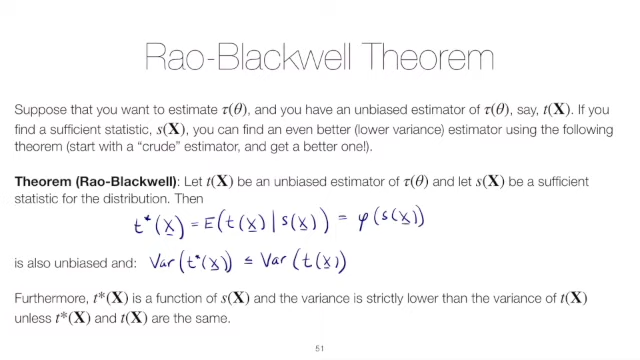 Rao-Blackwell Theorem
Suppose that you want to estimate τ(θ), and you have an unbiased estimator of τ(θ), say, t(X). If you
find a sufficient statistic, s(X), you can find an even better (lower variance) estimator using the following
theorem (start with a “crude” estimator, and get a better one!).
Theorem (Rao-Blackwell): Let t(X) be an unbiased estimator of τ(θ) and let s(X) be a sufficient
statistic for the distribution. Then
t*(X) = E(t(X) | s(X)) = φ(s(X))
is also unbiased and: Var(t*(X)) ≤ Var(t(X))
Furthermore, t*(X) is a function of s(X) and the variance is strictly lower than the variance of t(X)
unless t*(X) and t(X) are the same.
51